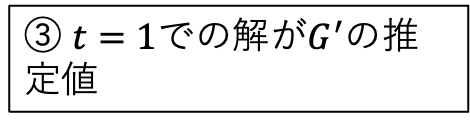 ③ 𝒕 = 𝟏での解が𝑮′の推
定値